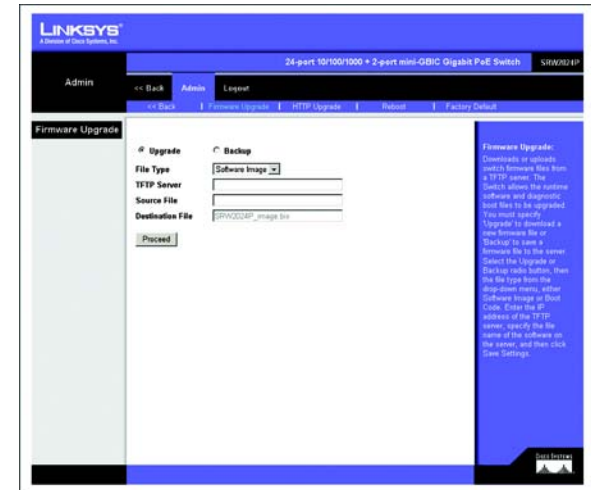 LINKSYS®
A Division of Cisco Systems, Inc.
24-port 10/100/1000 + 2-port mini-GBIC Gigabit PoE Switch SRW2024P
Admin
<< Back Admin Logout
<< Back | Firmware Upgrade | HTTP Upgrade | Reboot | Factory Default
Firmware Upgrade
Upgrade Backup
File Type Software Image
TFTP Server
Source File
Destination File SRW2024P_image.bix
Proceed
Firmware Upgrade:
Downloads or uploads
switch firmware files from
a TFTP server. The
Switch allows the runtime
software and diagnostic
boot files to be upgraded.
You must specify
'Upgrade' to download a
new firmware file or
'Backup' to save a
firmware file to the server.
Select the Upgrade or
Backup radio button, then
the file type from the
drop-down menu, either
Software Image or Boot
Code. Enter the IP
address of the TFTP
server, specify the file
name of the software on
the server, and then click
Save Settings.
CISCO SYSTEMS